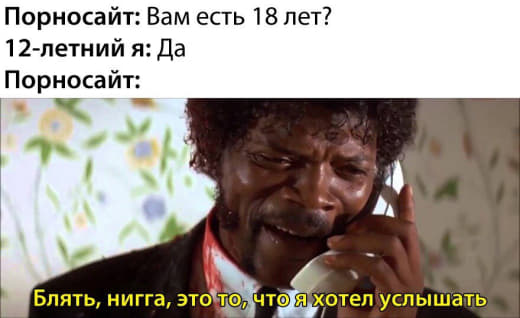 Порносайт: Вам есть 18 лет?
12-летний я: Да
Порносайт:
Блять, нигга, это то, что я хотел услышать